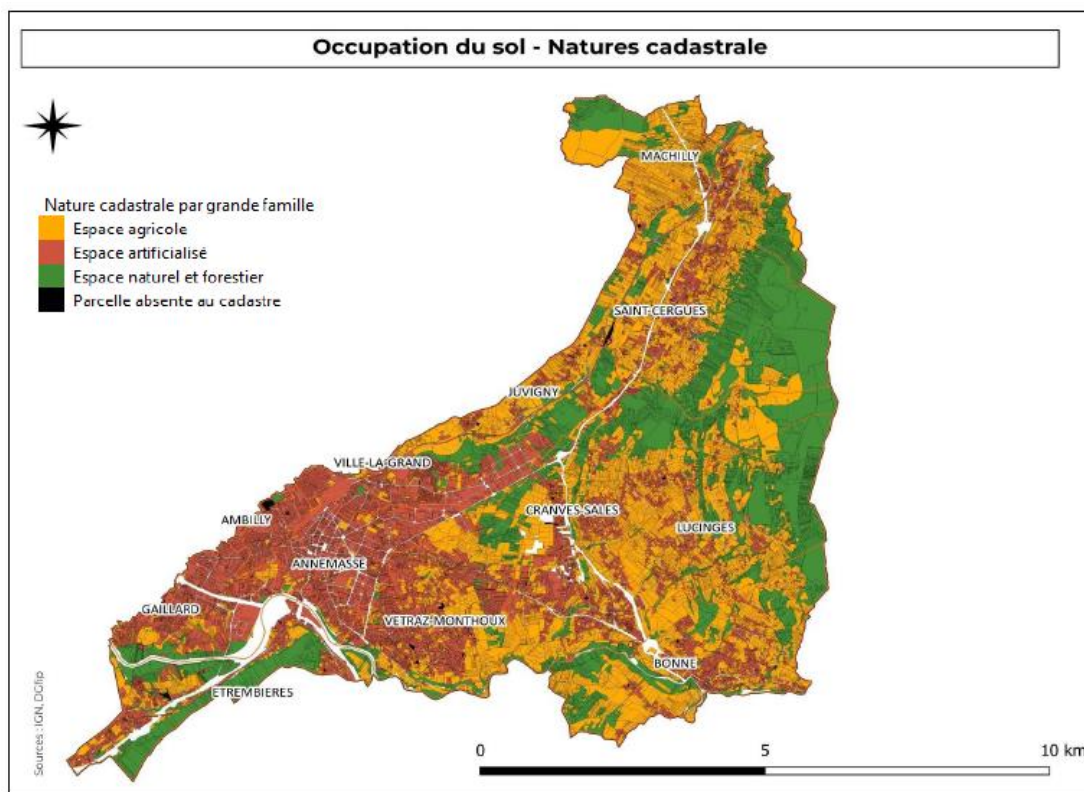 Occupation du sol - Natures cadastrale
Nature cadastrale par grande famille
Espace agricole
Espace artificialisé
Espace naturel et forestier
Parcelle absente au cadastre
MACHILLY
SAINT-CERGUES
JUVIGNY
VILLE-LA-GRAND
AMBILLY
CRANVES-SALES
LUCINGES
ANNEMASSE
GAILLARD
VETRAZ-MONTHOUX
BONNE
ETREMBIERES
Sources : IGN, DGfip
0 5 10 km